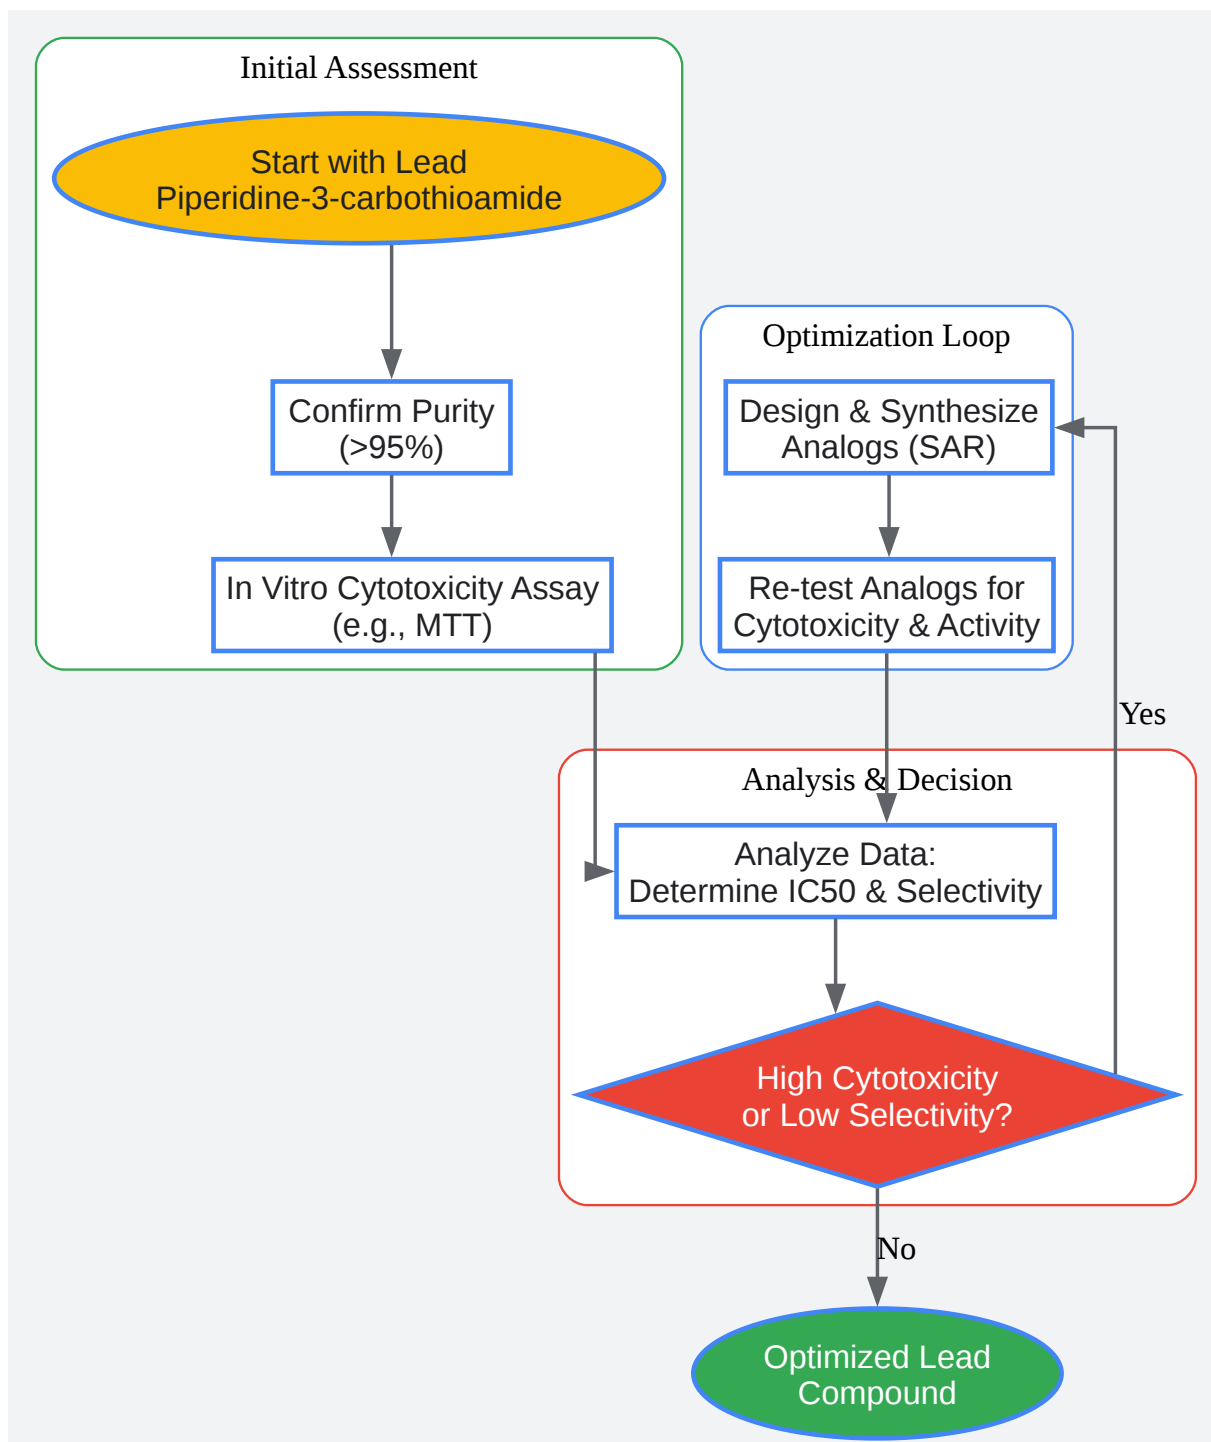 Initial Assessment
Start with Lead
Piperidine-3-carbothioamide
Confirm Purity
(>95%)
In Vitro Cytotoxicity Assay
(e.g., MTT)
Optimization Loop
Design & Synthesize
Analogs (SAR)
Re-test Analogs for
Cytotoxicity & Activity
Yes
Analysis & Decision
Analyze Data:
Determine IC50 & Selectivity
High Cytotoxicity
or Low Selectivity?
No
Optimized Lead
Compound